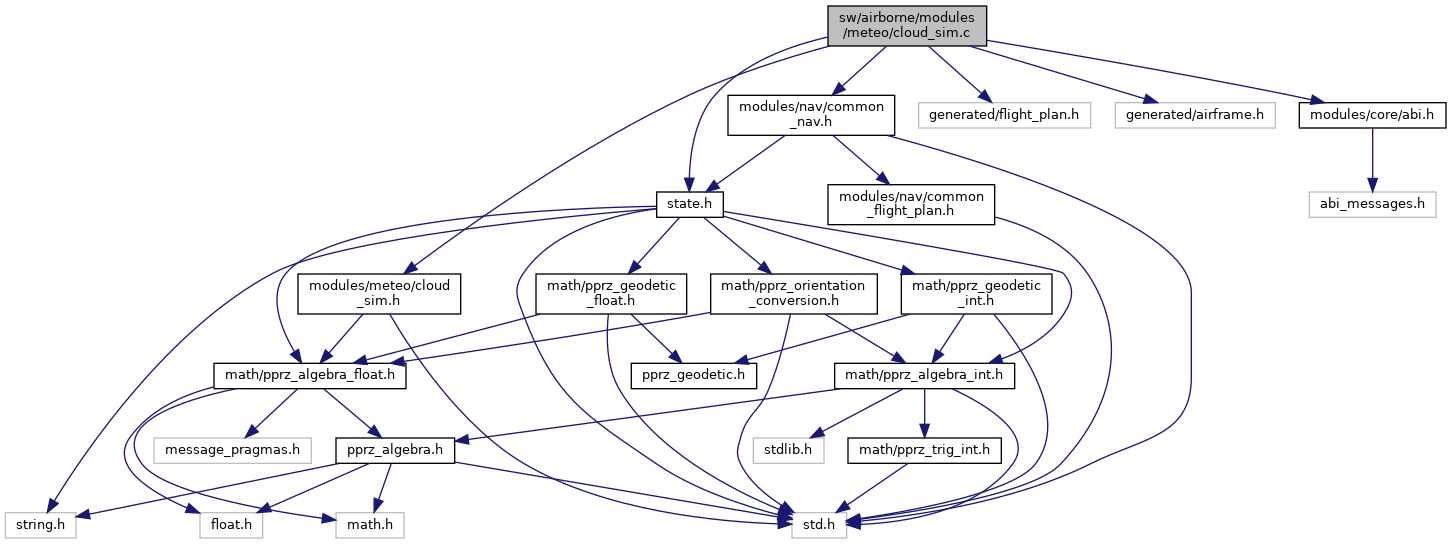 sw/airborne/modules
/meteo/cloud_sim.c
modules/nav/common
_nav.h
generated/flight_plan.h
generated/airframe.h
modules/core/abi.h
state.h
modules/nav/common
_flight_plan.h
abi_messages.h
modules/meteo/cloud
_sim.h
math/pprz_geodetic
_float.h
math/pprz_orientation
_conversion.h
math/pprz_geodetic
_int.h
math/pprz_algebra_float.h
pprz_geodetic.h
math/pprz_algebra_int.h
message_pragmas.h
pprz_algebra.h
stdlib.h
math/pprz_trig_int.h
string.h
float.h
math.h
std.h